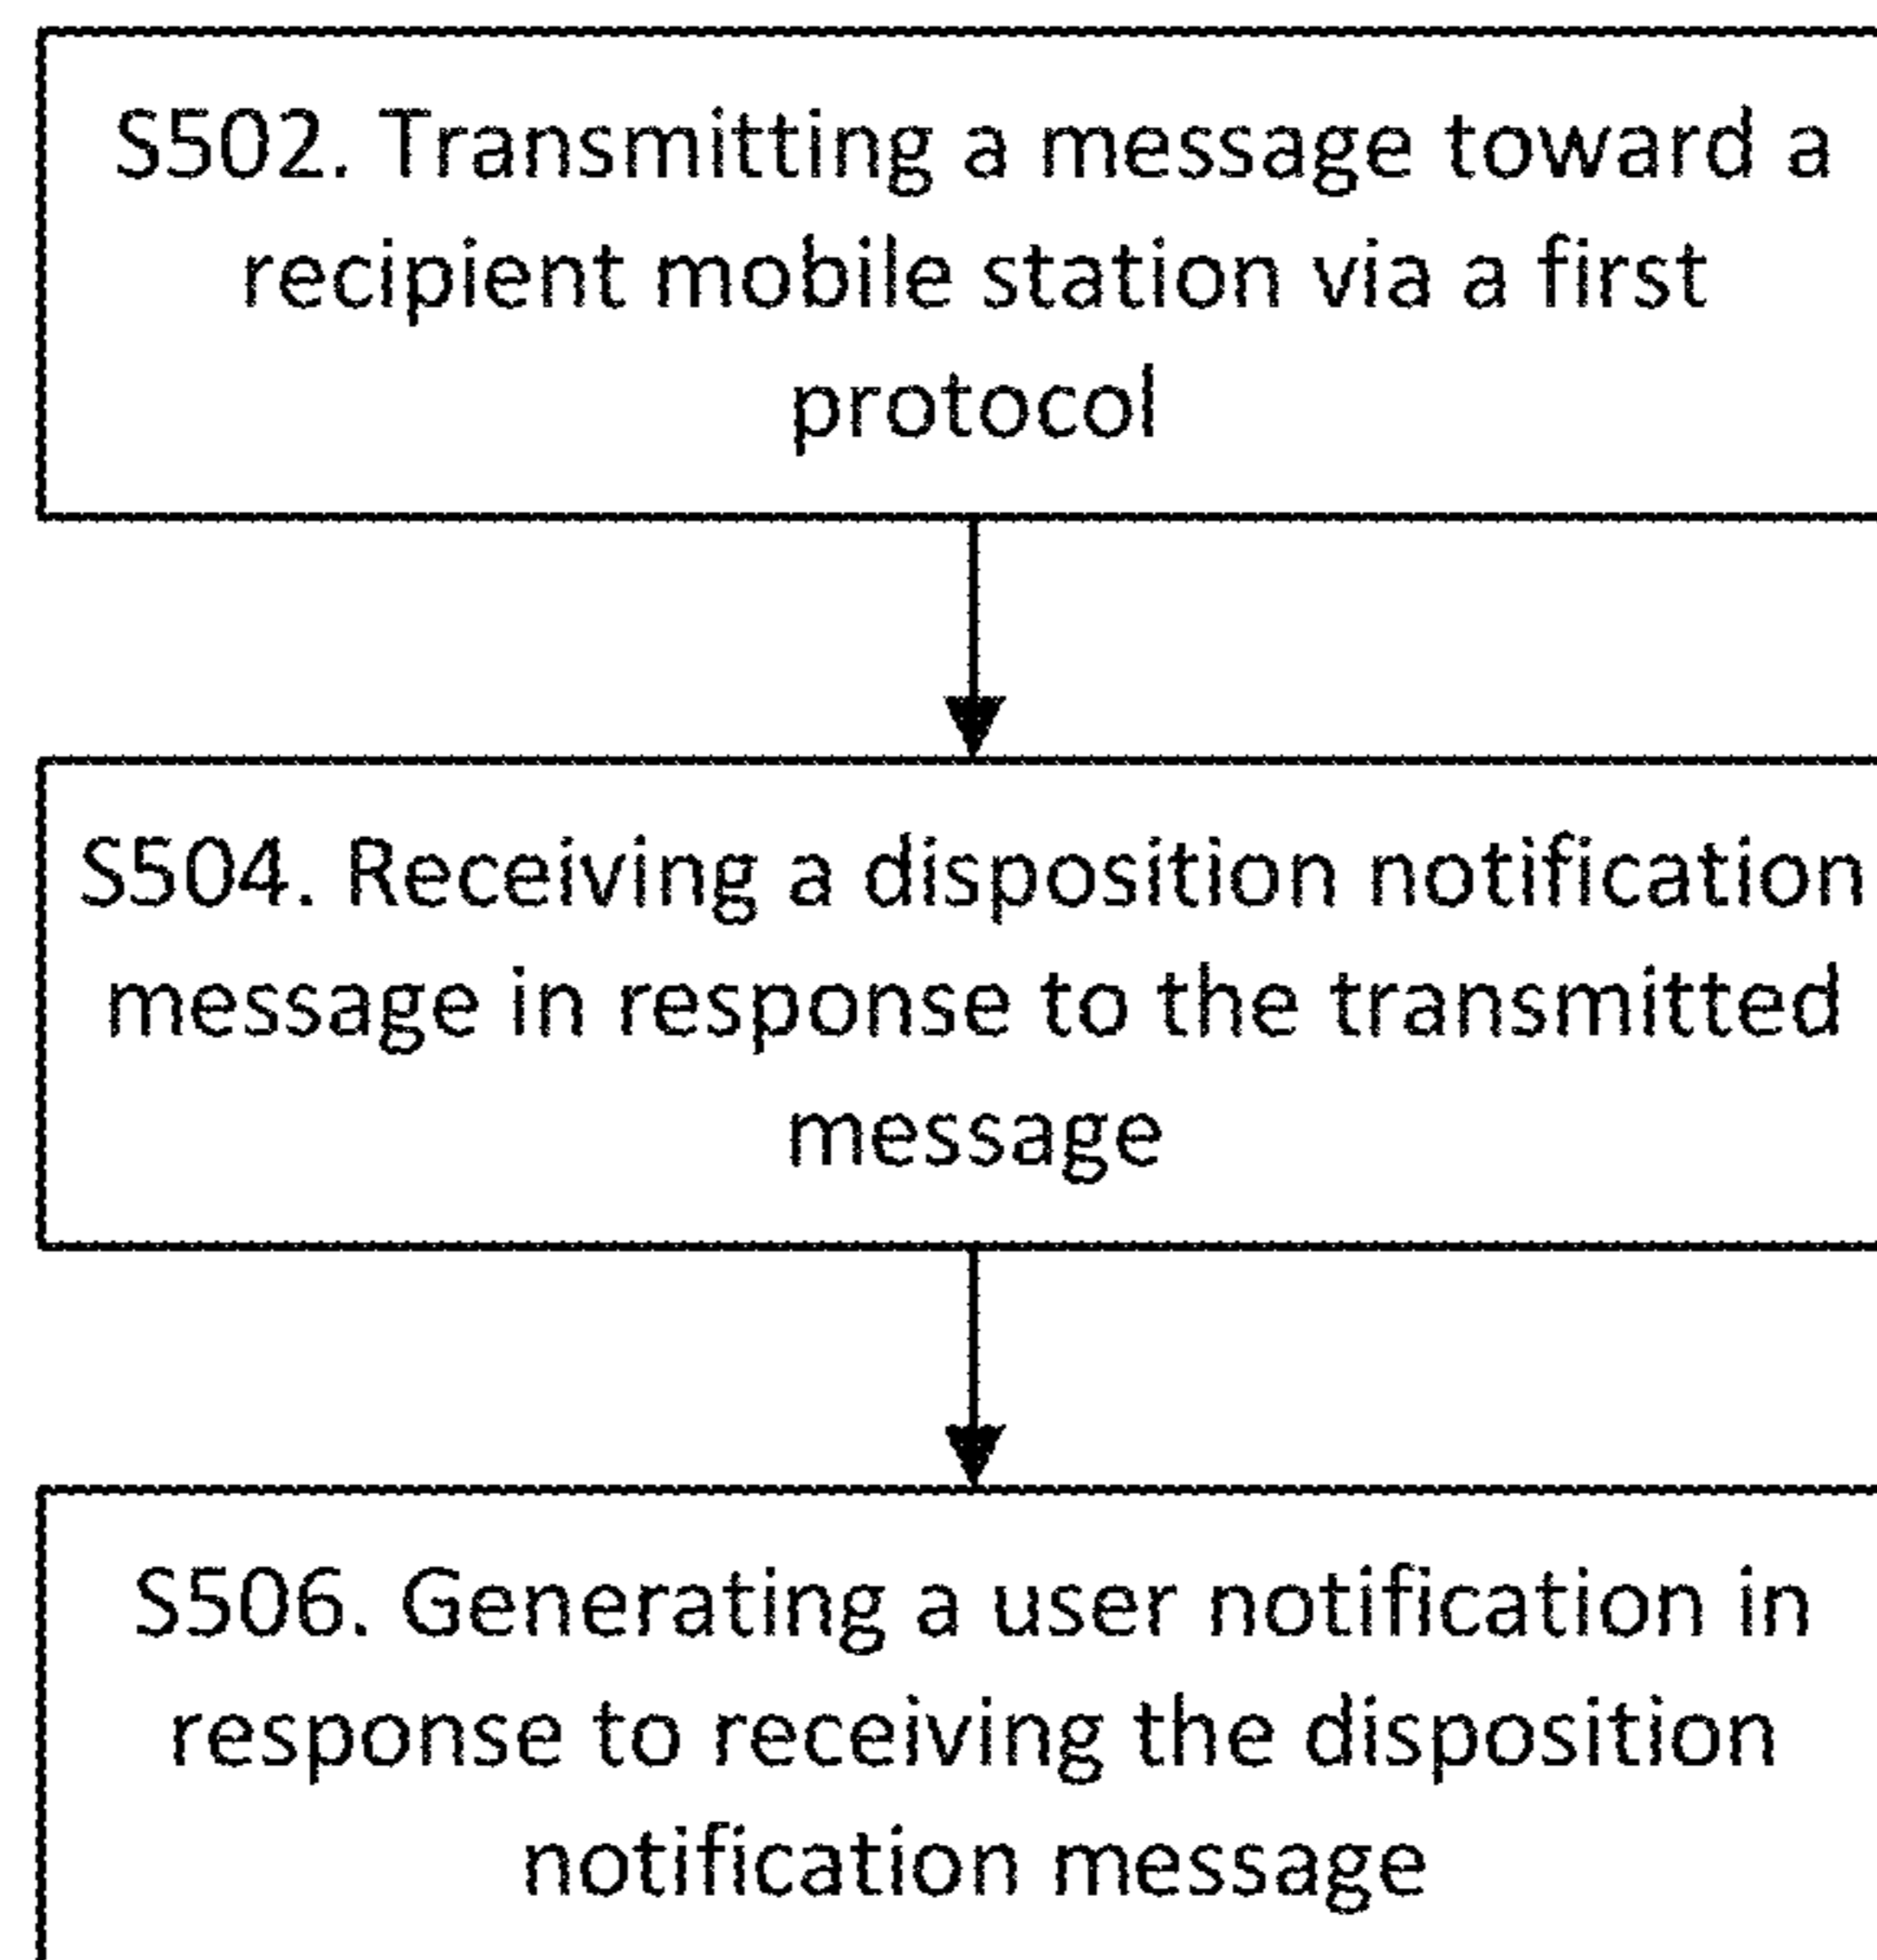 S502. Transmitting a message toward a
recipient mobile station via a first
protocol
S504. Receiving a disposition notification
message in response to the transmitted
message
S506. Generating a user notification in
response to receiving the disposition
notification message